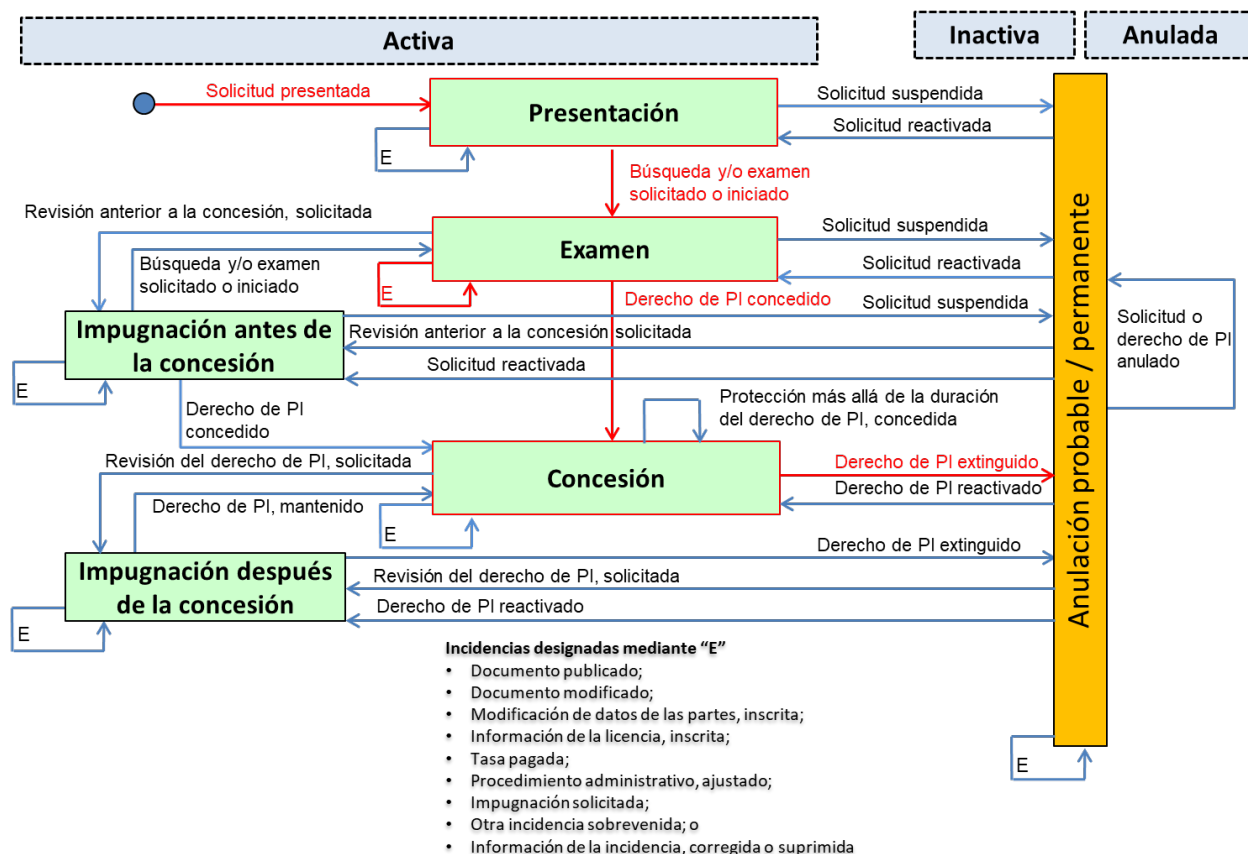 Activa
Inactiva
Anulada
Solicitud presentada
Presentación
Solicitud suspendida
Solicitud reactivada
E
Búsqueda y/o examen
solicitado o iniciado
Revisión anterior a la concesión, solicitada
Examen
Solicitud suspendida
Solicitud reactivada
Búsqueda y/o examen
solicitado o iniciado
E
Derecho de PI concedido
Solicitud suspendida
Impugnación antes de
la concesión
Revisión anterior a la concesión solicitada
Solicitud reactivada
E
Solicitud o
derecho de PI
anulado
Anulación probable / permanente
Derecho de PI
concedido
Protección más allá de la duración
del derecho de PI, concedida
Revisión del derecho de PI, solicitada
Concesión
Derecho de PI extinguido
Derecho de PI reactivado
Derecho de PI, mantenido
E
Derecho de PI extinguido
Impugnación después
de la concesión
Revisión del derecho de PI, solicitada
Derecho de PI reactivado
E
Incidencias designadas mediante “E”
• Documento publicado;
• Documento modificado;
• Modificación de datos de las partes, inscrita;
• Información de la licencia, inscrita;
• Tasa pagada;
• Procedimiento administrativo, ajustado;
• Impugnación solicitada;
• Otra incidencia sobrevenida; o
• Información de la incidencia, corregida o suprimida
E